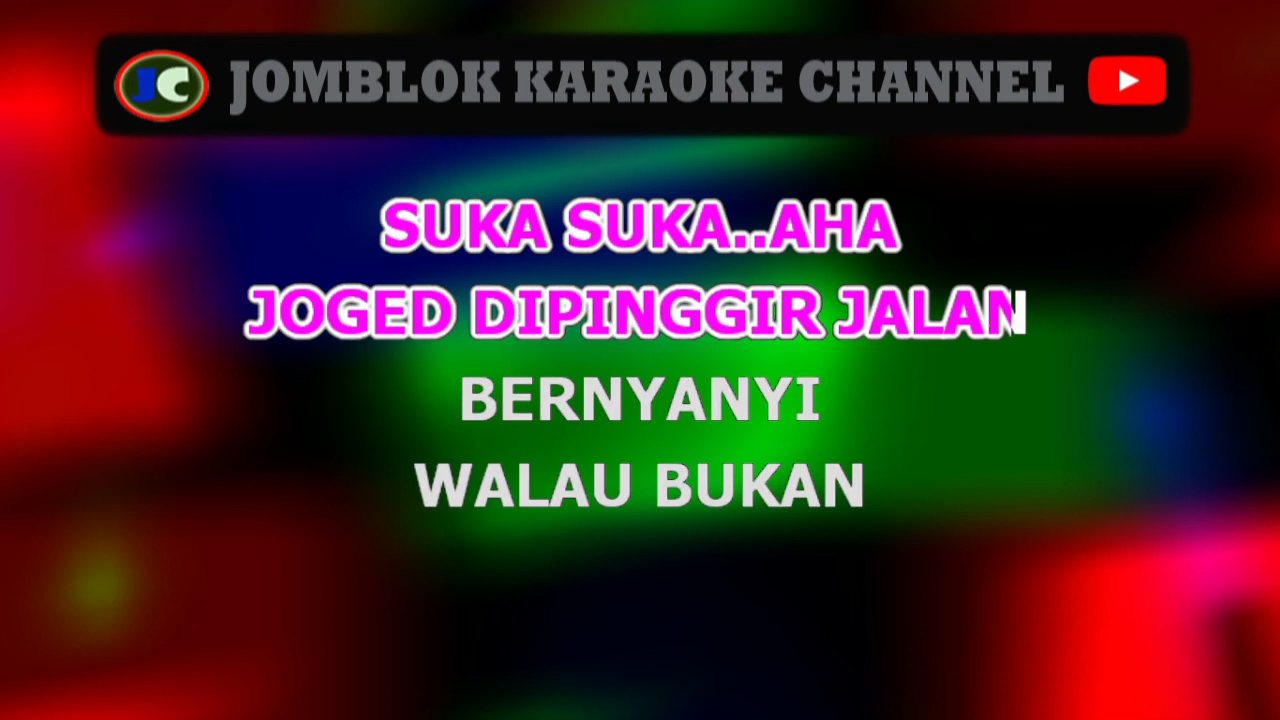 JC JOMBLOK KARAOKE CHANNEL
SUKA SUKA..AHA
JOGED DIPINGGIR JALAN
BERNYANYI
WALAU BUKAN